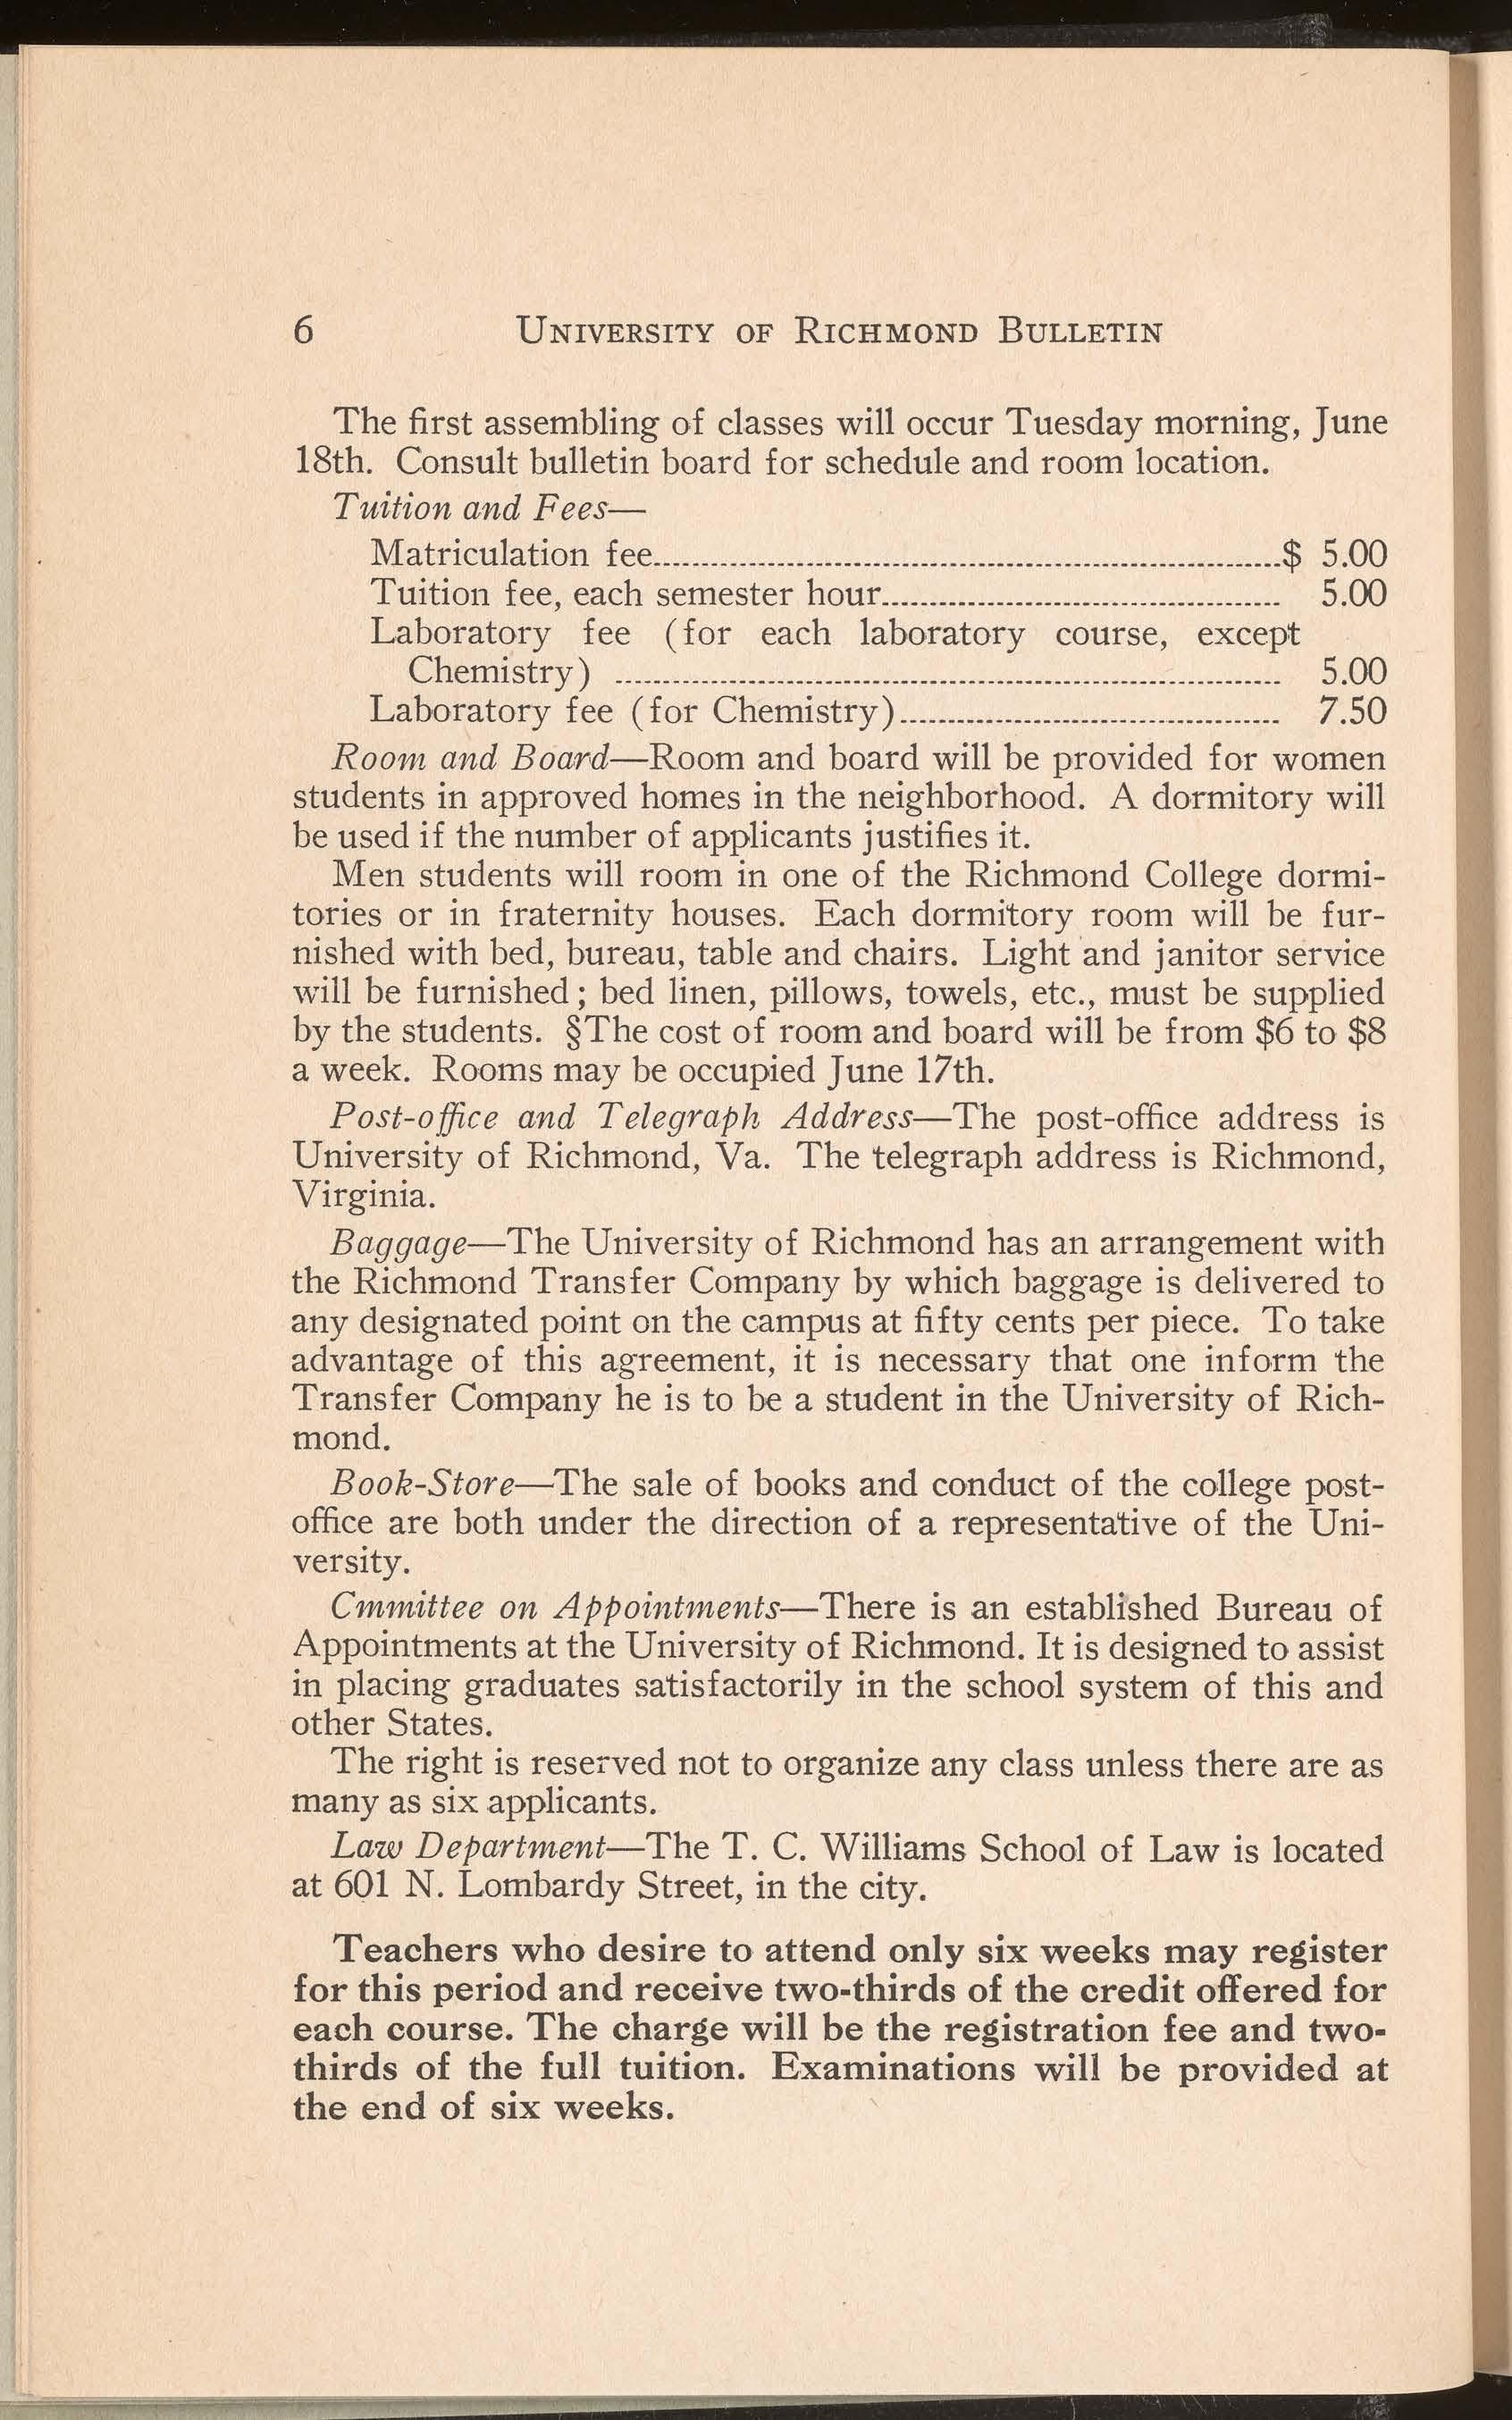 6 University of Richmond Bulletin
The first assembling of classes will occur Tuesday morning, June
18th. Consult bulletin board for schedule and room location.
Tuition and Fees—
Matriculation fee..................................................$ 5.00
Tuition fee, each semester hour.................................. 5.00
Laboratory fee (for each laboratory course, except
Chemistry) .................................................. 5.00
Laboratory fee (for Chemistry).................................. 7.50
Room and Board—Room and board will be provided for women
students in approved homes in the neighborhood. A dormitory will
be used if the number of applicants justifies it.
Men students will room in one of the Richmond College dormi-
tories or in fraternity houses. Each dormitory room will be fur-
nished with bed, bureau, table and chairs. Light and janitor service
will be furnished; bed linen, pillows, towels, etc., must be supplied
by the students. §The cost of room and board will be from $6 to $8
a week. Rooms may be occupied June 17th.
Post-office and Telegraph Address—The post-office address is
University of Richmond, Va. The telegraph address is Richmond,
Virginia.
Baggage—The University of Richmond has an arrangement with
the Richmond Transfer Company by which baggage is delivered to
any designated point on the campus at fifty cents per piece. To take
advantage of this agreement, it is necessary that one inform the
Transfer Company he is to be a student in the University of Rich-
mond.
Book-Store—The sale of books and conduct of the college post-
office are both under the direction of a representative of the Uni-
versity.
Cmmittee on Appointments—There is an established Bureau of
Appointments at the University of Richmond. It is designed to assist
in placing graduates satisfactorily in the school system of this and
other States.
The right is reserved not to organize any class unless there are as
many as six applicants.
Law Department—The T. C. Williams School of Law is located
at 601 N. Lombardy Street, in the city.
Teachers who desire to attend only six weeks may register
for this period and receive two-thirds of the credit offered for
each course. The charge will be the registration fee and two-
thirds of the full tuition. Examinations will be provided at
the end of six weeks.